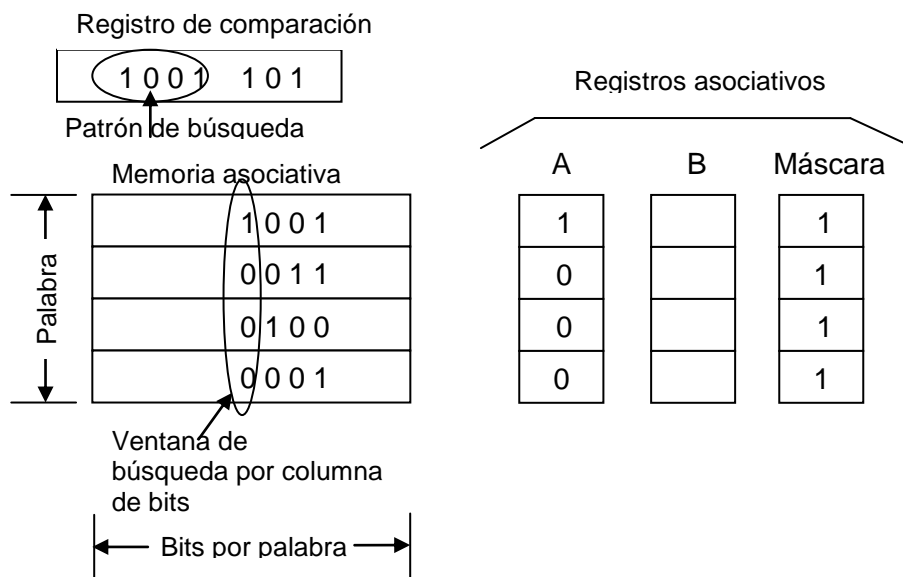 Registro de comparación
1 0 0 1 1 0 1
Patrón de búsqueda
Registros asociativos
Memoria asociativa
A B Máscara
1 0 0 1
0 0 1 1
0 1 0 0
0 0 0 1
1 1
0 1
0 1
0 1
Palabra
Ventana de
búsqueda por columna
de bits
Bits por palabra